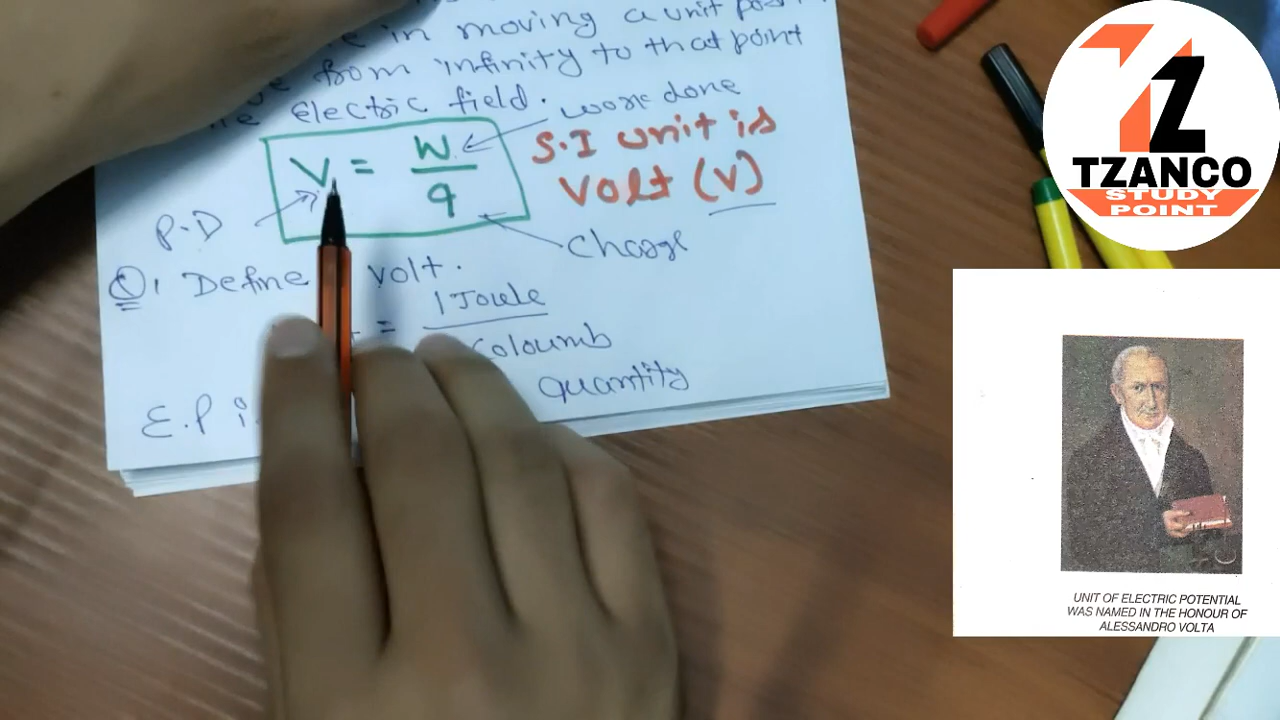 in moving a unit
from infinity to that point
Electric field.
work done
V = W
q
S.I unit is
Volt (V)
P.D
Charge
Q1 Define volt.
= 1 Joule
coloumb
quantity
E.P i
TZ
TZANCO
STUDY
POINT
UNIT OF ELECTRIC POTENTIAL
WAS NAMED IN THE HONOUR OF
ALESSANDRO VOLTA